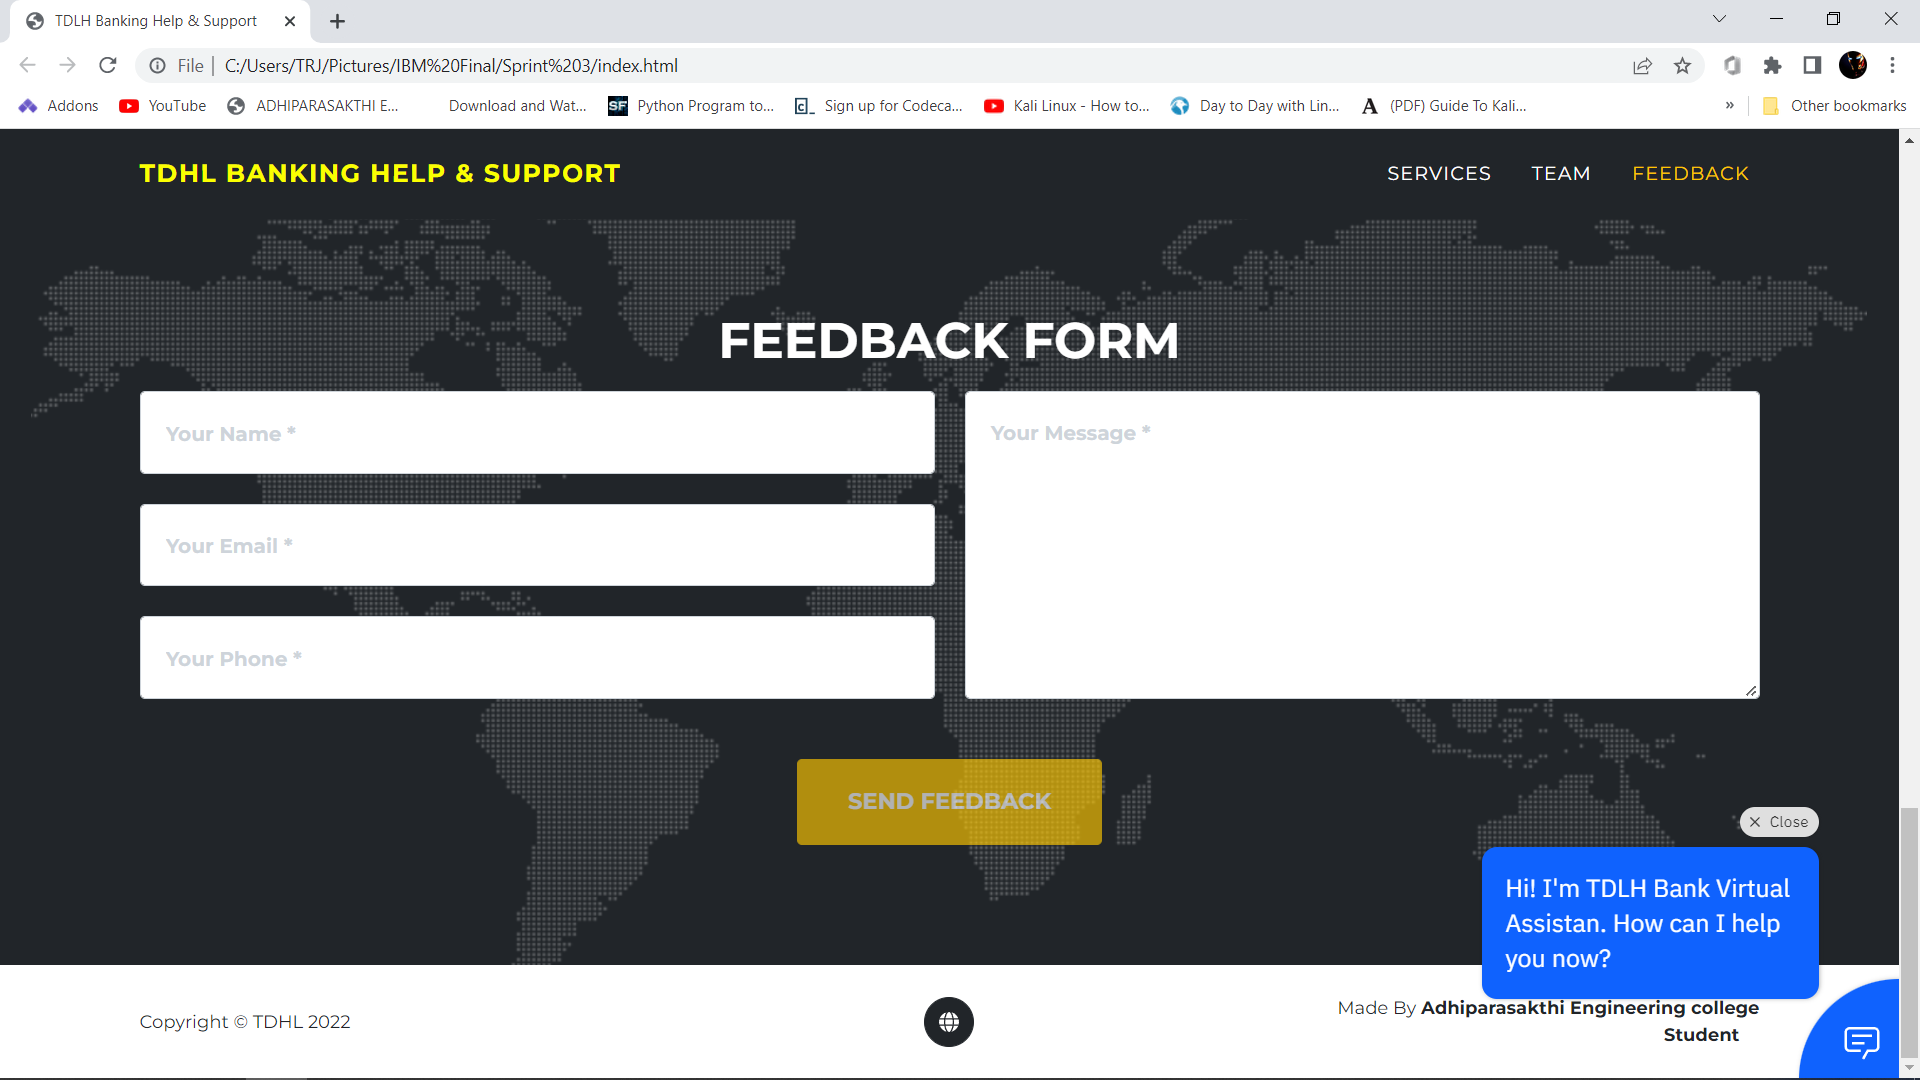 TDLH Banking Help & Support
File
C:/Users/TRJ/Pictures/IBM%20Final/Sprint%203/index.html
Addons
YouTube
ADHIPARASAKTHI E...
Download and Wat...
SF
Python Program to...
c_
Sign up for Codeca...
Kali Linux - How to...
Day to Day with Lin...
A
(PDF) Guide To Kali...
»
Other bookmarks
TDHL BANKING HELP & SUPPORT
SERVICES
TEAM
FEEDBACK
FEEDBACK FORM
Your Name *
Your Message *
Your Email *
Your Phone *
SEND FEEDBACK
Close
Hi! I'm TDLH Bank Virtual
Assistan. How can I help
you now?
Copyright © TDHL 2022
Made By Adhiparasakthi Engineering college
Student